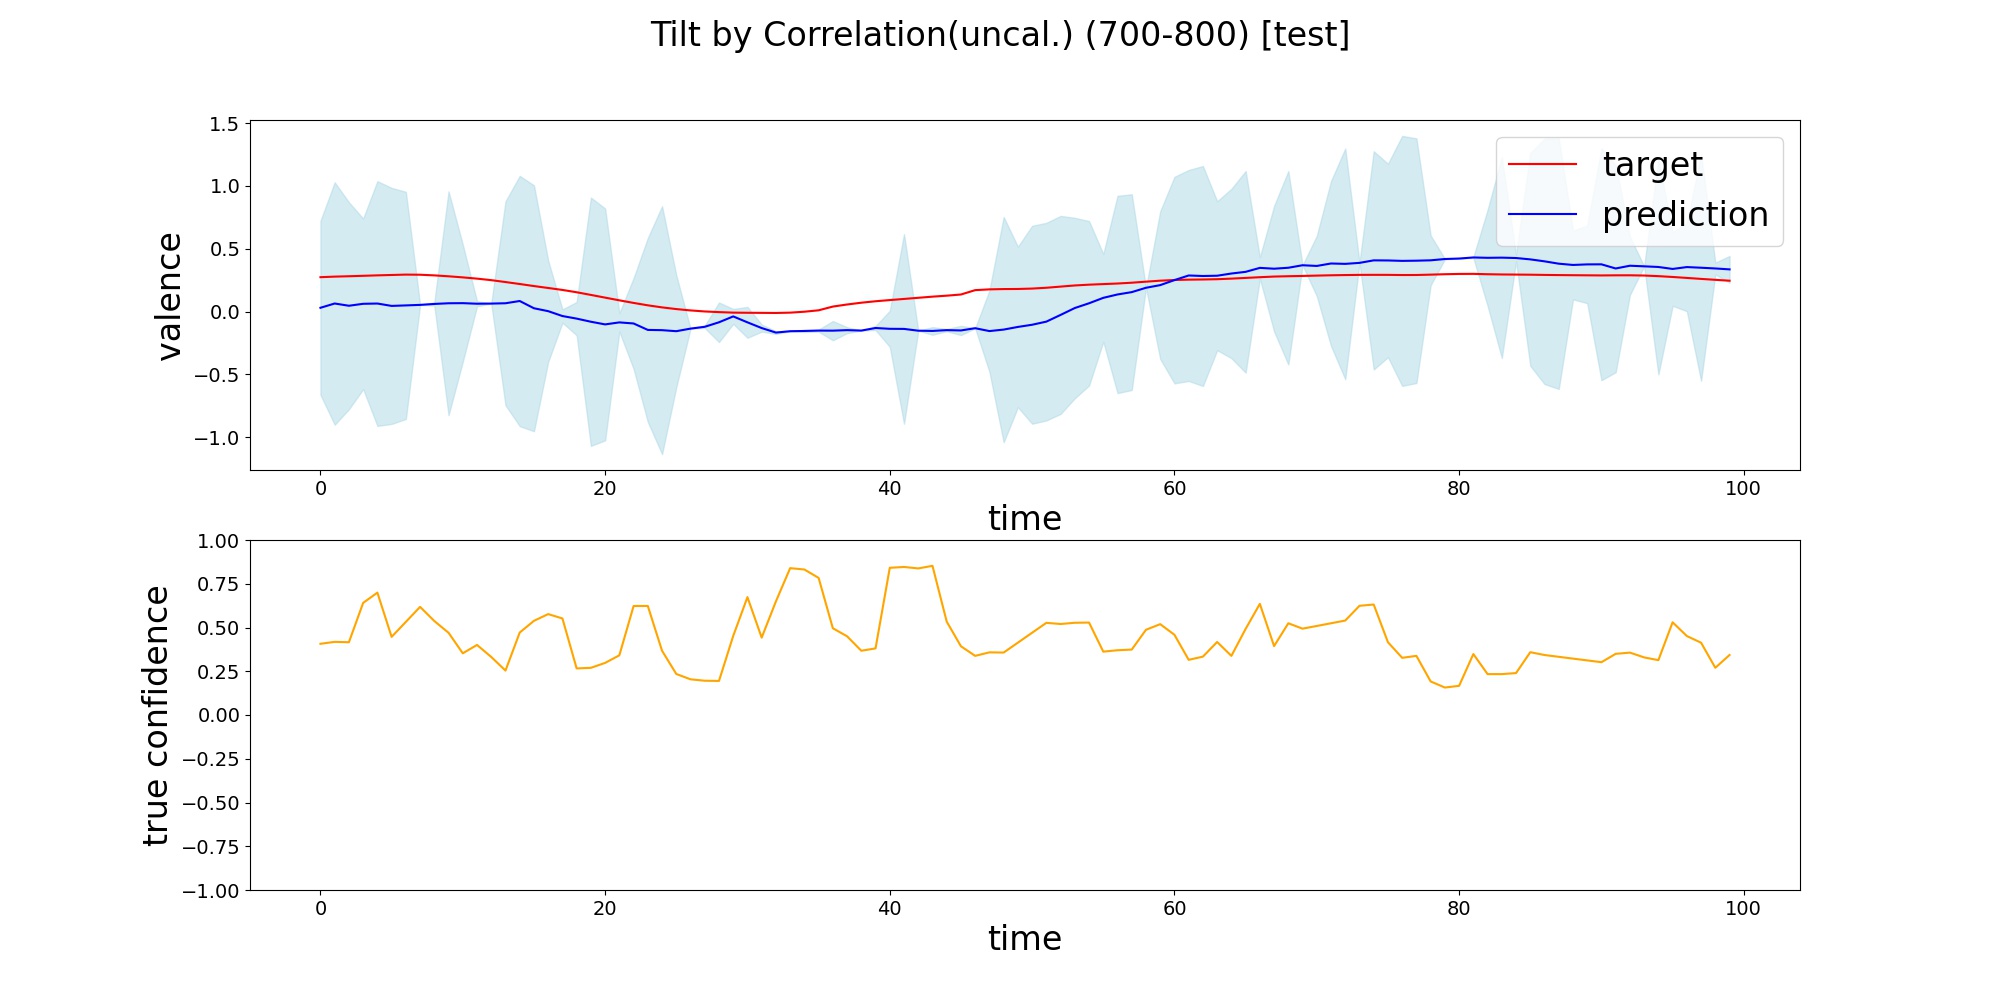 Tilt by Correlation(uncal.) (700-800) [test]
1.5
1.0
0.5
0.0
−0.5
−1.0
valence
target
prediction
0 20 40 60 80 100
time
1.00
0.75
0.50
0.25
0.00
−0.25
−0.50
−0.75
−1.00
true confidence
0 20 40 60 80 100
time